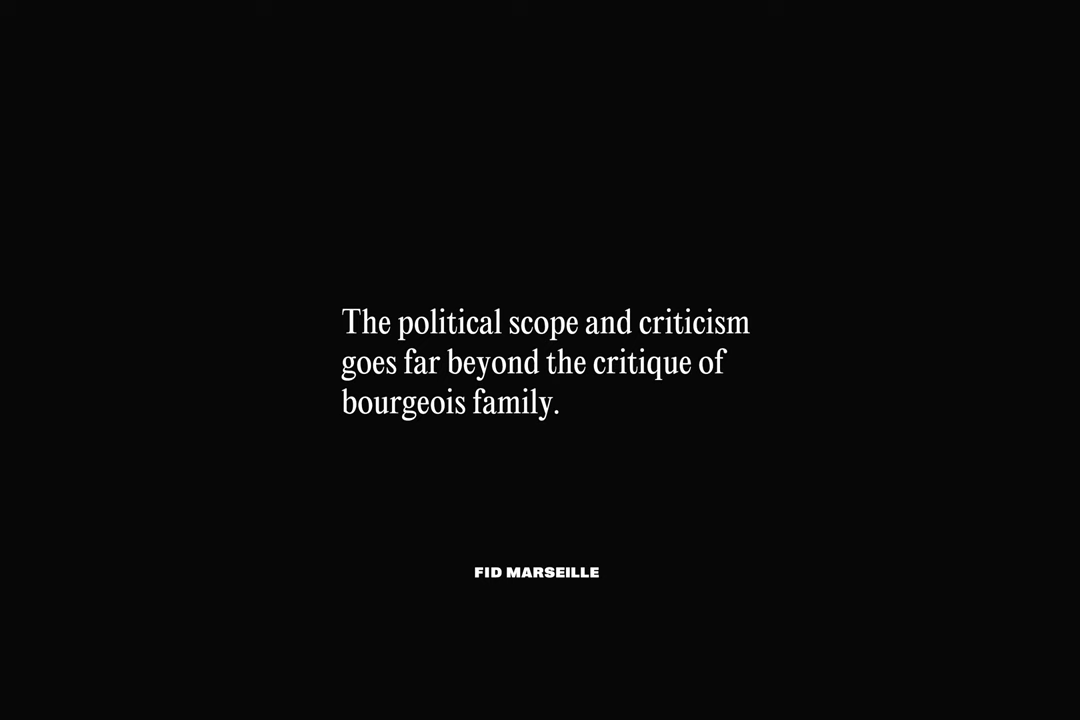 The political scope and criticism
goes far beyond the critique of
bourgeois family.
FID MARSEILLE